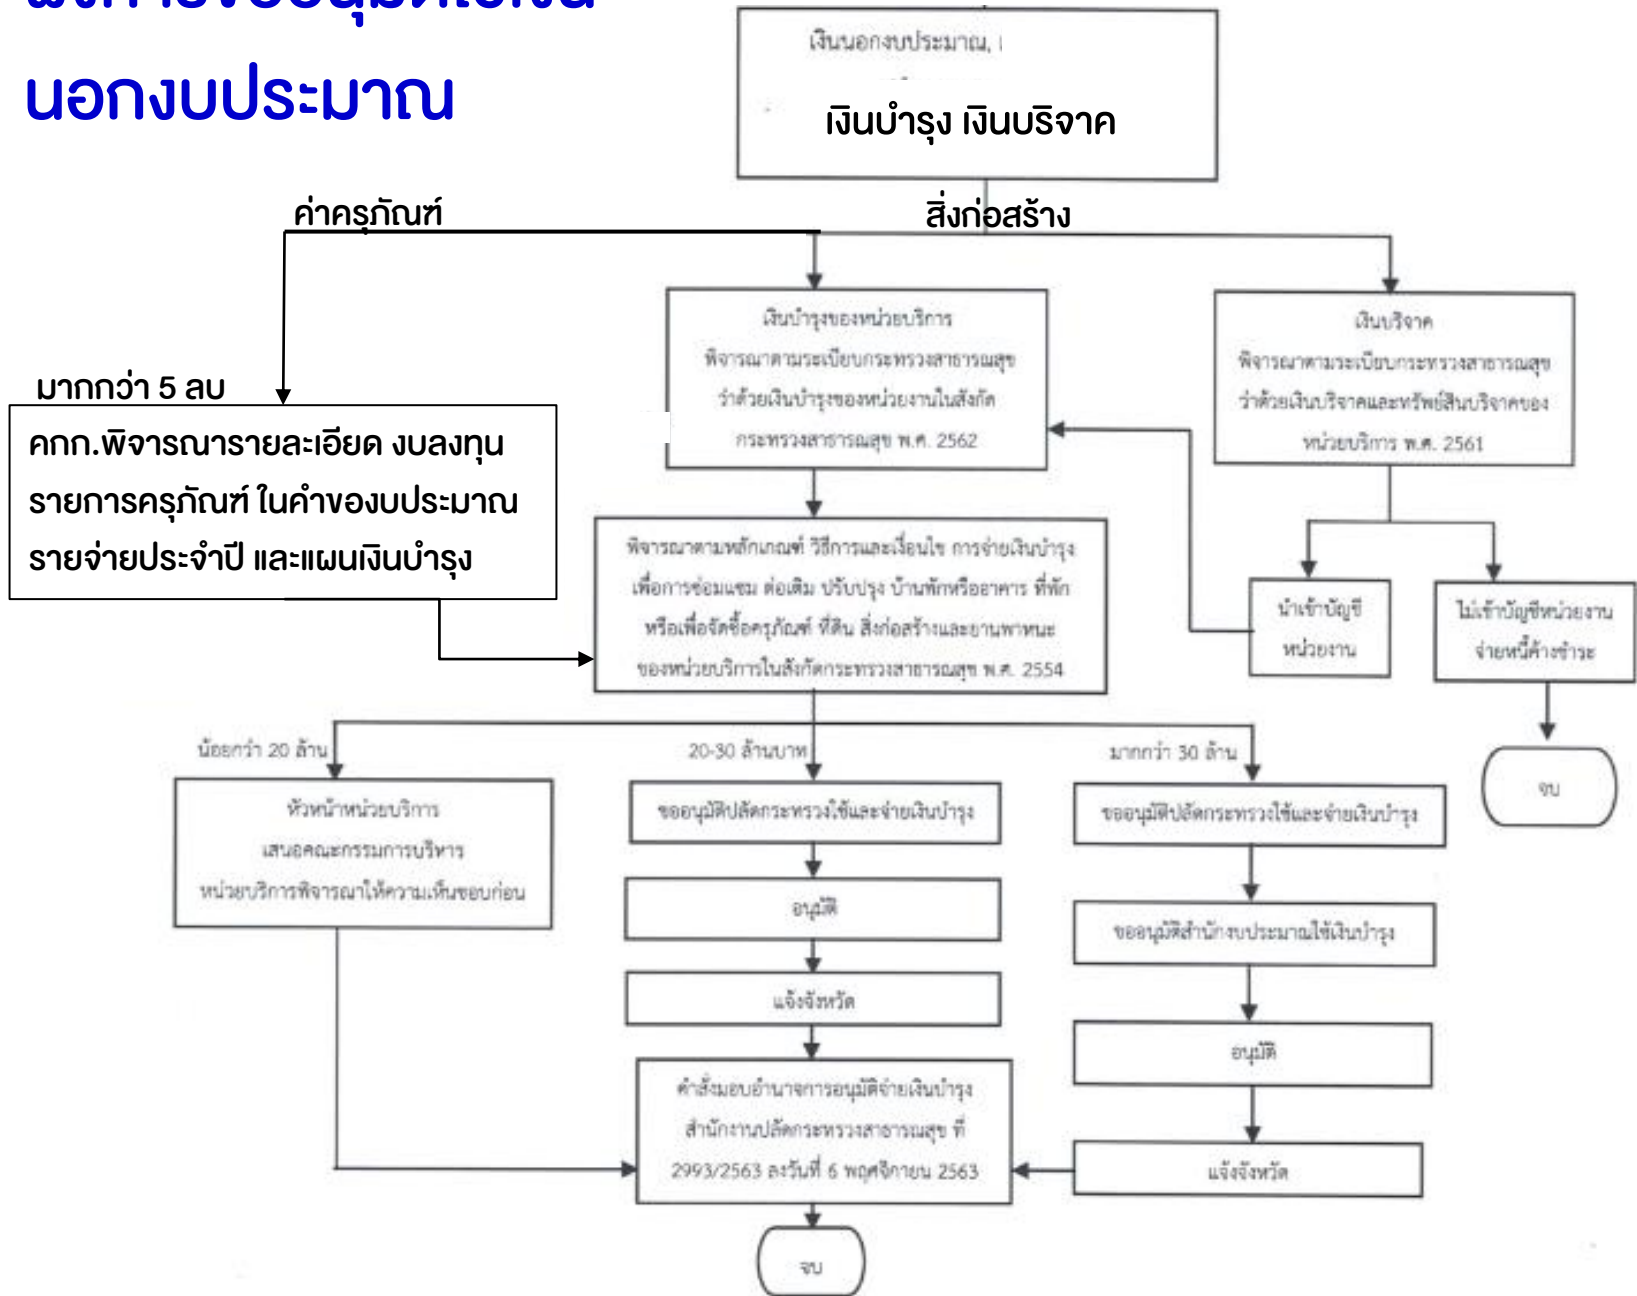 ผังการขออนุมัติใช้เงิน
นอกงบประมาณ
เงินนอกงบประมาณ,
เงินบำรุง เงินบริจาค
ค่าครุภัณฑ์
สิ่งก่อสร้าง
เงินบำรุงของหน่วยบริการ
พิจารณาตามระเบียบกระทรวงสาธารณสุข
ว่าด้วยเงินบำรุงของหน่วยงานในสังกัด
กระทรวงสาธารณสุข พ.ศ. 2562
เงินบริจาค
พิจารณาตามระเบียบกระทรวงสาธารณสุข
ว่าด้วยเงินบริจาคและทรัพย์สินบริจาคของ
หน่วยบริการ พ.ศ. 2561
มากกว่า 5 ลบ
คกก.พิจารณารายละเอียด งบลงทุน
รายการครุภัณฑ์ ในคำของบประมาณ
รายจ่ายประจำปี และแผนเงินบำรุง
พิจารณาตามหลักเกณฑ์ วิธีการและเงื่อนไข การจ่ายเงินบำรุง
เพื่อการซ่อมแซม ต่อเติม ปรับปรุง บ้านพักหรืออาคาร ที่พัก
หรือเพื่อจัดซื้อครุภัณฑ์ ที่ดิน สิ่งก่อสร้างและยานพาหนะ
ของหน่วยบริการในสังกัดกระทรวงสาธารณสุข พ.ศ. 2554
นำเข้าบัญชี
หน่วยงาน
ไม่เข้าบัญชีหน่วยงาน
จ่ายหนี้ค้างชำระ
จบ
น้อยกว่า 20 ล้าน
20-30 ล้านบาท
มากกว่า 30 ล้าน
หัวหน้าหน่วยบริการ
เสนอคณะกรรมการบริหาร
หน่วยบริการพิจารณาให้ความเห็นชอบก่อน
ขออนุมัติปลัดกระทรวงใช้และจ่ายเงินบำรุง
อนุมัติ
แจ้งจังหวัด
ขออนุมัติปลัดกระทรวงใช้และจ่ายเงินบำรุง
ขออนุมัติสำนักงบประมาณใช้เงินบำรุง
อนุมัติ
แจ้งจังหวัด
คำสั่งมอบอำนาจการอนุมัติจ่ายเงินบำรุง
สำนักงานปลัดกระทรวงสาธารณสุข ที่
2993/2563 ลงวันที่ 6 พฤศจิกายน 2563
จบ